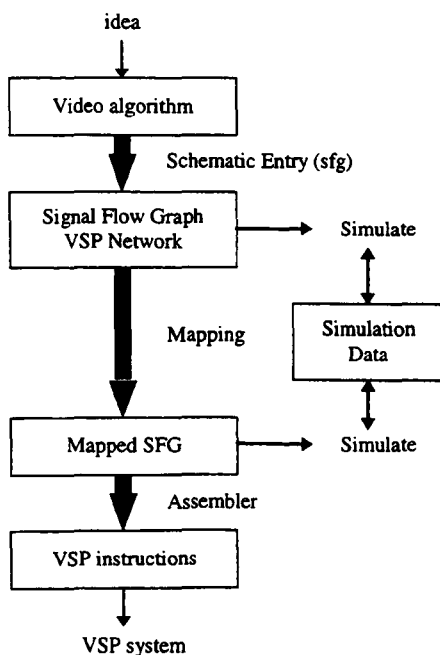 idea
Video algorithm
Schematic Entry (sfg)
Signal Flow Graph
VSP Network
Simulate
Mapping
Simulation
Data
Mapped SFG
Simulate
Assembler
VSP instructions
VSP system